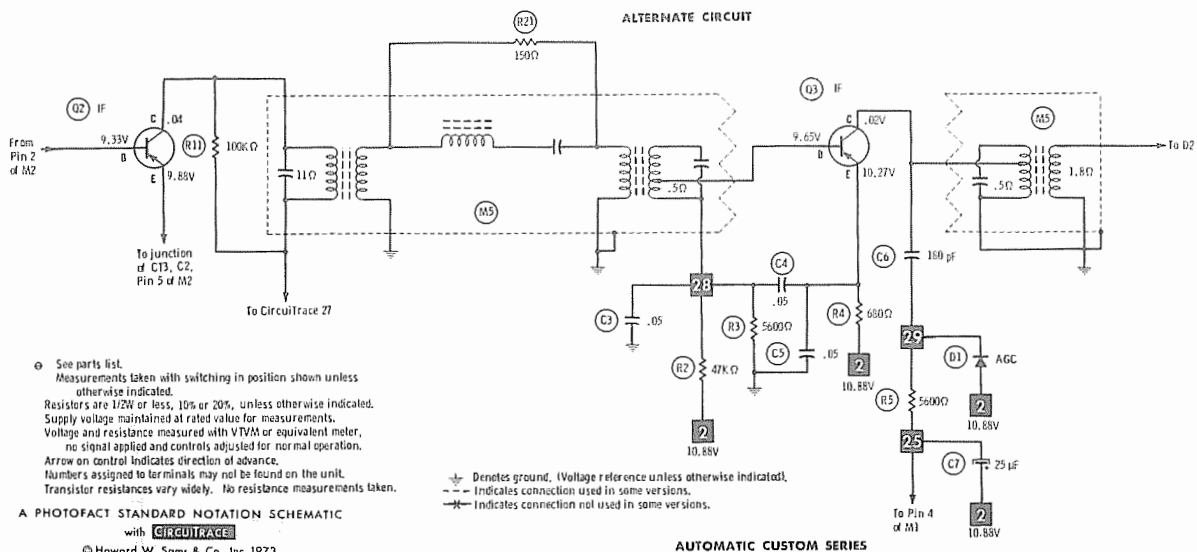 ALTERNATE CIRCUIT
R21
150Ω
Q2 IF
C
.04
9.33V
B
R11
100KΩ
E
9.88V
From
Pin 2
of M2
11Ω
M5
.5Ω
Q3 IF
9.65V
C
.02V
E
10.27V
M5
.5Ω
1.8Ω
To D2
To junction
of CT3, C2,
Pin 5 of M2
To CircuiTrace 27
28
C3
.05
C4
.05
R3
5600Ω
C5
.05
R4
680Ω
2
10.88V
R2
47KΩ
2
10.88V
C6
180 pF
29
D1
AGC
2
10.88V
R5
5600Ω
25
C7
25 µF
2
10.88V
To Pin 4
of M1
⊖ See parts list.
Measurements taken with switching in position shown unless
otherwise indicated.
Resistors are 1/2W or less, 10% or 20%, unless otherwise indicated.
Supply voltage maintained at rated value for measurements.
Voltage and resistance measured with VTVM or equivalent meter,
no signal applied and controls adjusted for normal operation.
Arrow on control indicates direction of advance.
Numbers assigned to terminals may not be found on the unit.
Transistor resistances vary widely. No resistance measurements taken.
Denotes ground. (Voltage reference unless otherwise indicated).
Indicates connection used in some versions.
Indicates connection not used in some versions.
A PHOTOFACT STANDARD NOTATION SCHEMATIC
with CIRCUITRACE
© Howard W. Sams & Co., Inc. 1973
AUTOMATIC CUSTOM SERIES